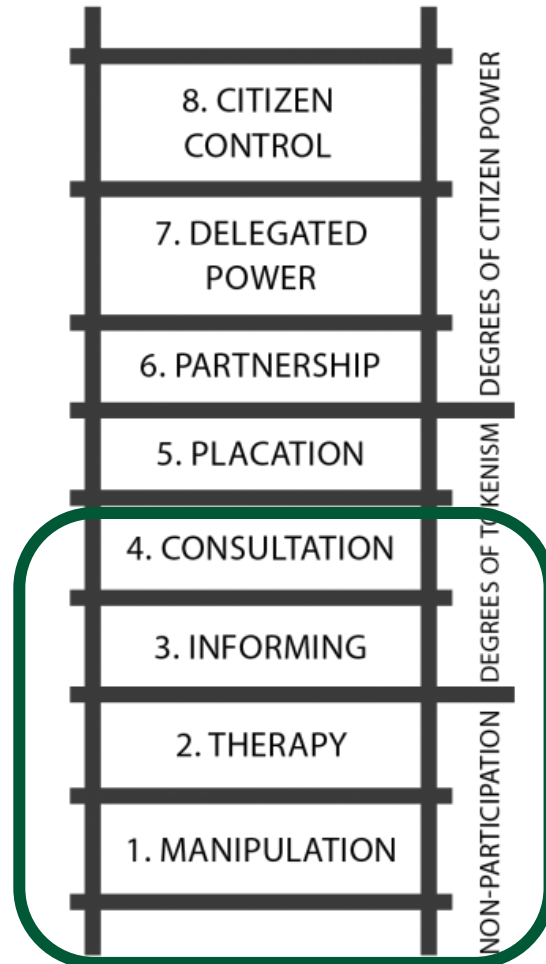 8. CITIZEN
CONTROL
7. DELEGATED
POWER
6. PARTNERSHIP
5. PLACATION
4. CONSULTATION
3. INFORMING
2. THERAPY
1. MANIPULATION
DEGREES OF CITIZEN POWER
DEGREES OF TOKENISM
NON-PARTICIPATION